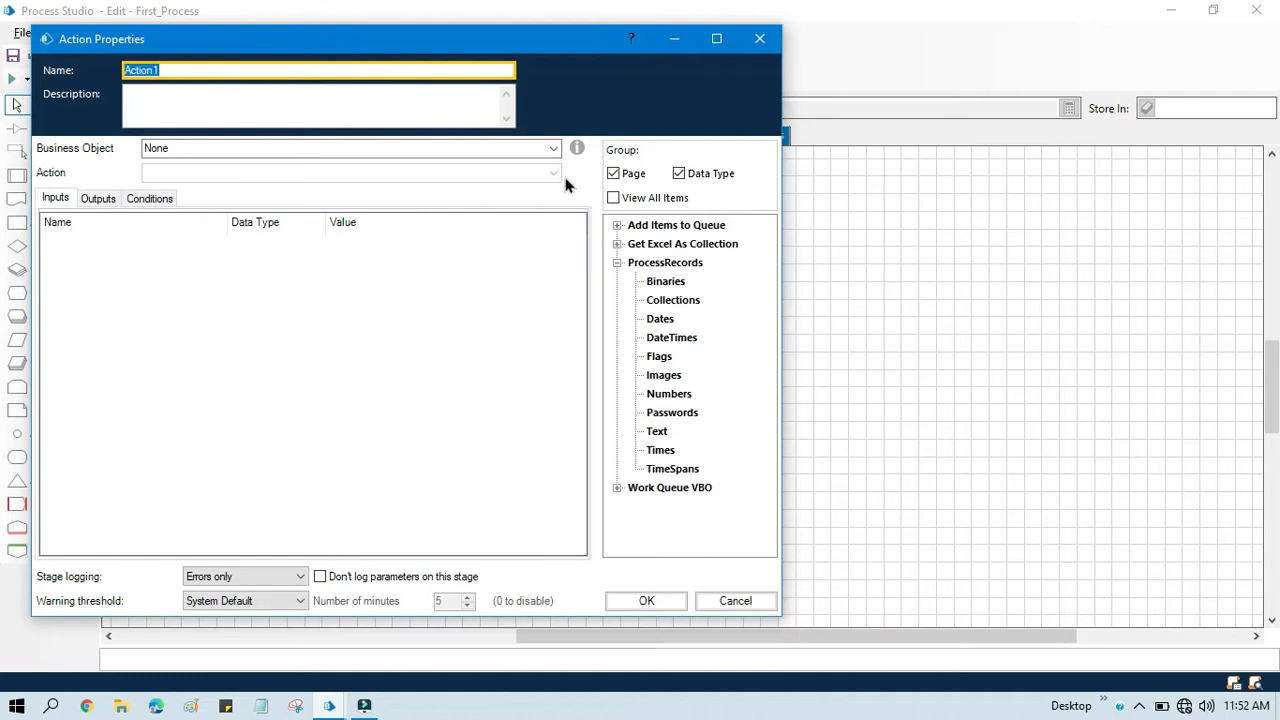 Process Studio - Edit - First_Process
File
Action Properties
?
Name: Action1
Description:
Store In:
Business Object None
Action
Inputs Outputs Conditions
Name Data Type Value
Group:
Page Data Type
View All Items
Add Items to Queue
Get Excel As Collection
ProcessRecords
Binaries
Collections
Dates
DateTimes
Flags
Images
Numbers
Passwords
Text
Times
TimeSpans
Work Queue VBO
Stage logging: Errors only Don't log parameters on this stage
Warning threshold: System Default Number of minutes 5 (0 to disable) OK Cancel
Desktop 11:52 AM